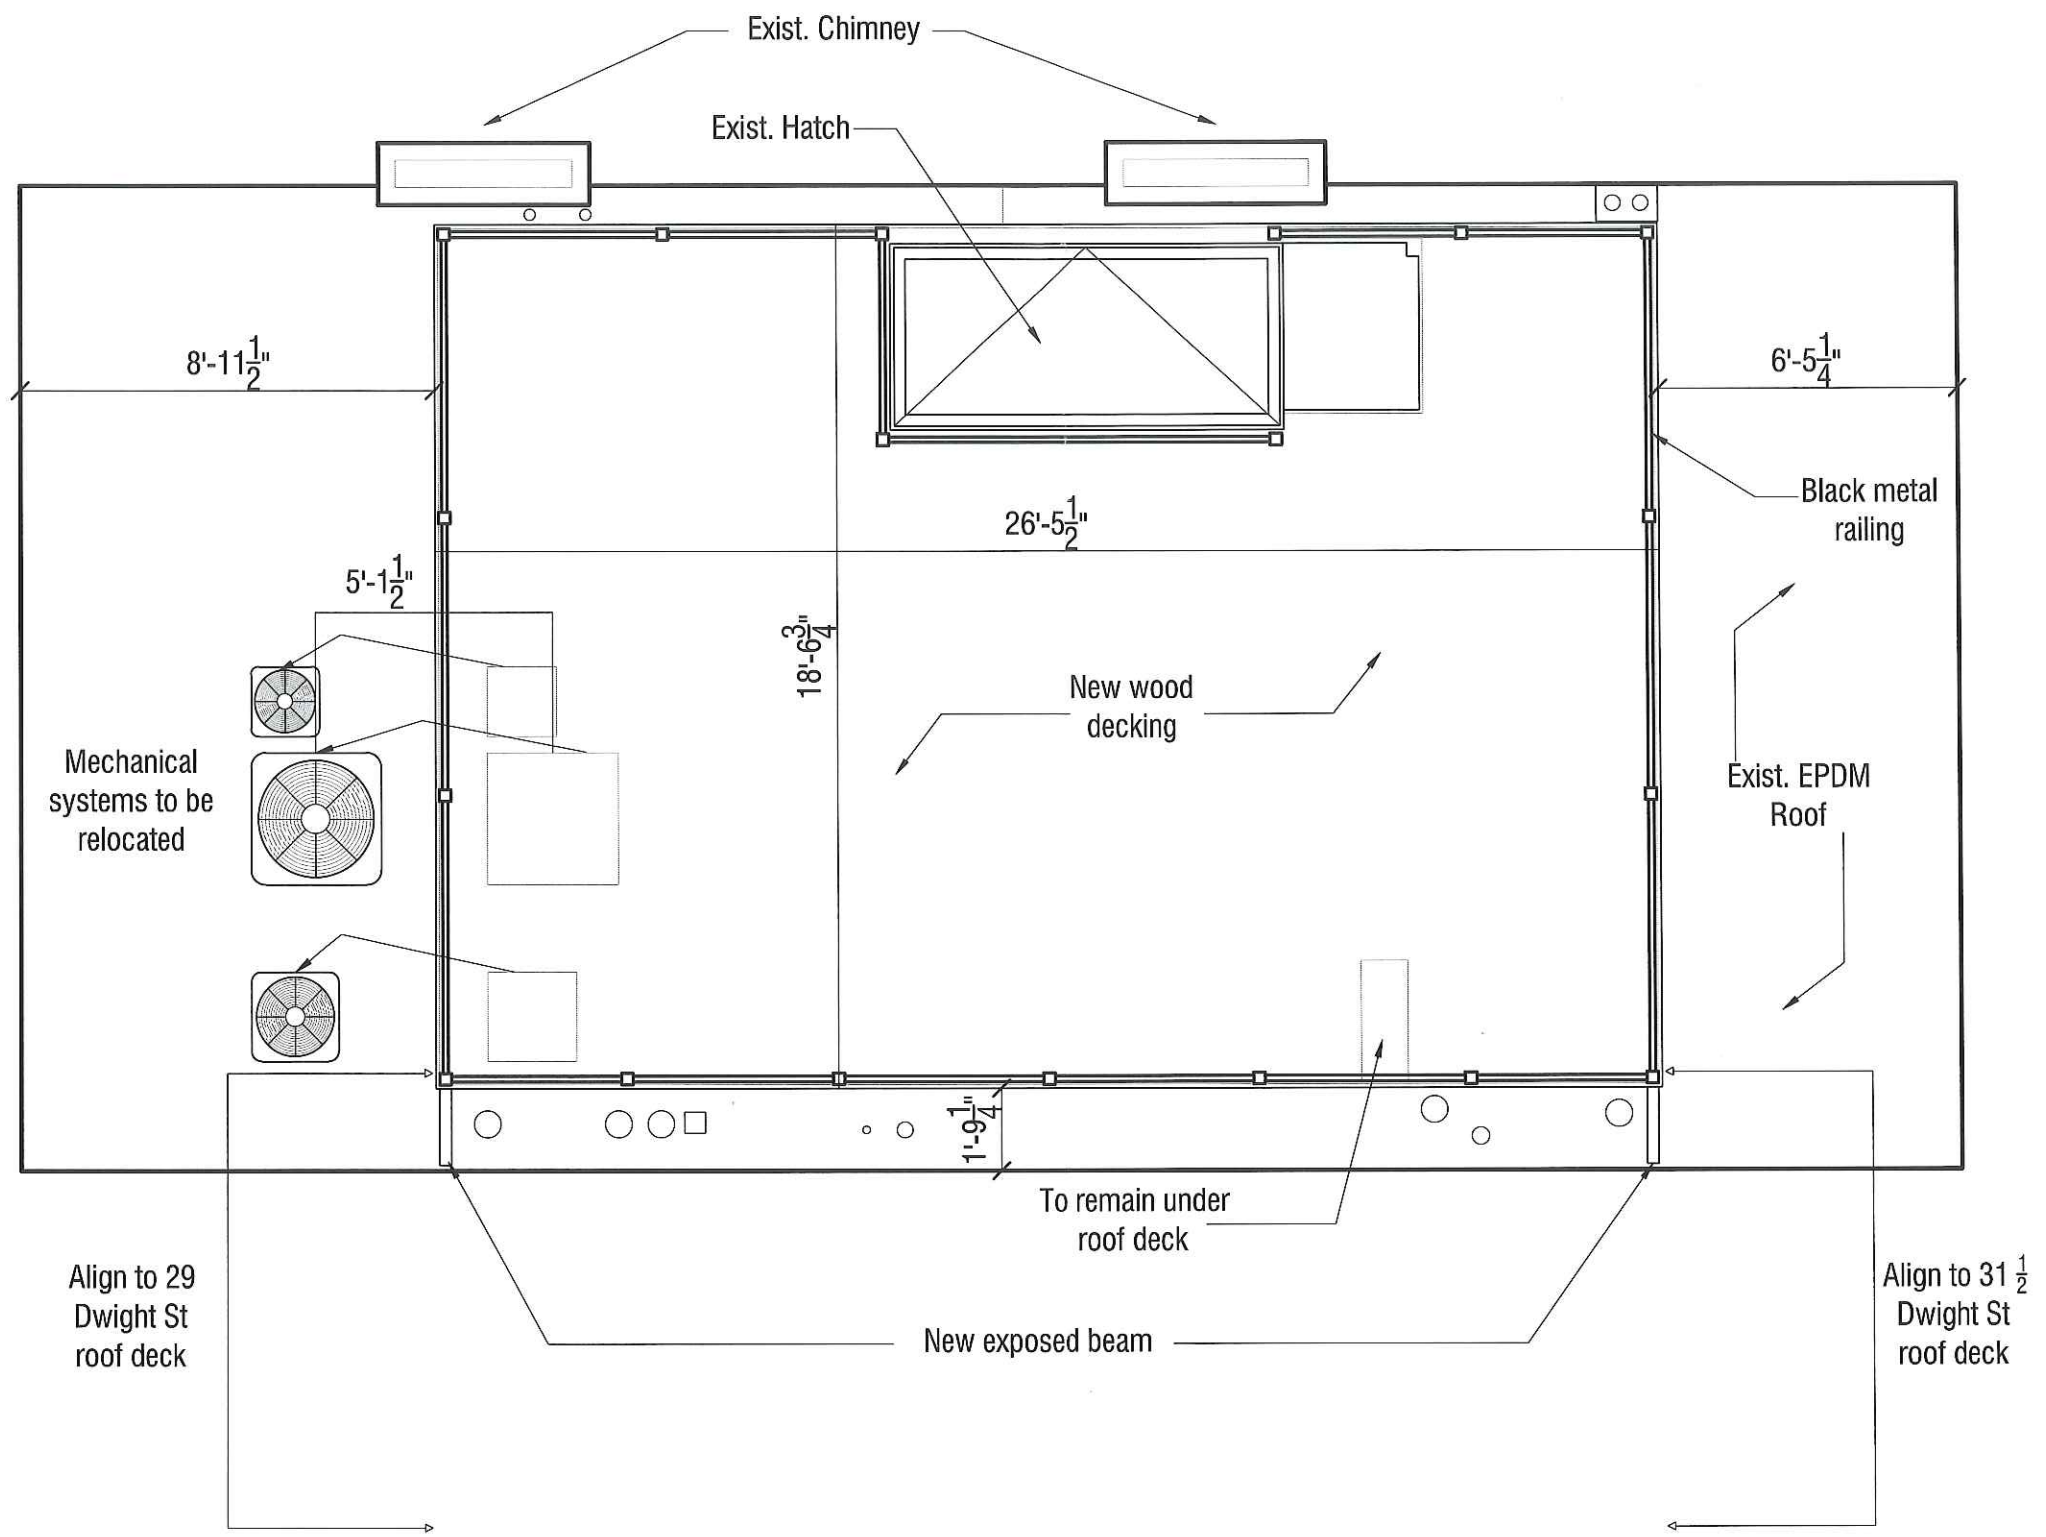 Exist. Chimney
Exist. Hatch
8'-11 1/2"
6'-5 1/4"
Black metal
railing
26'-5 1/2"
5'-1 1/2"
18'-6 3/4"
New wood
decking
Mechanical
systems to be
relocated
Exist. EPDM
Roof
1'-9 1/4"
To remain under
roof deck
Align to 29
Dwight St
roof deck
Align to 31 1/2
Dwight St
roof deck
New exposed beam